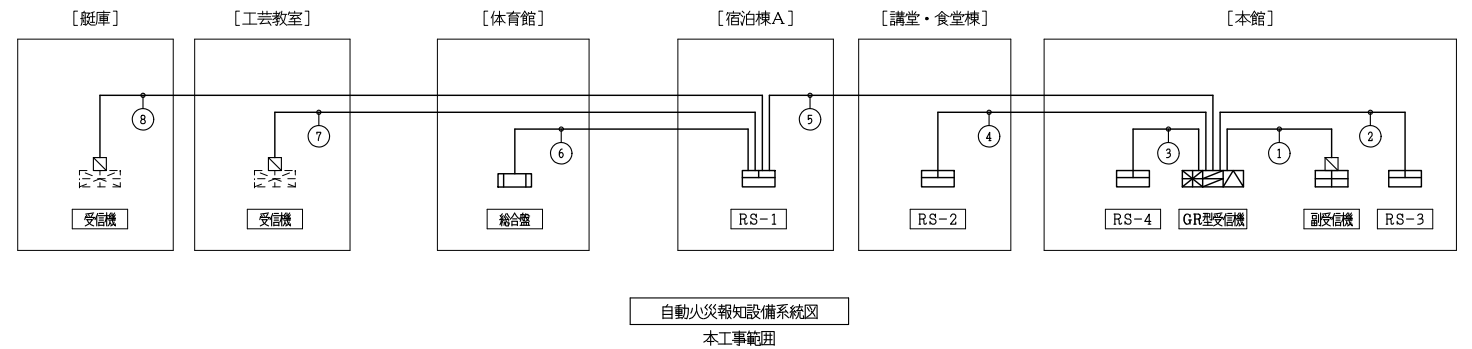 ［艇庫］ ［工芸教室］ ［体育館］ ［宿泊棟A］ ［講堂・食堂棟］ ［本館］
8 7 6 5 4 3 1 2
受信機 受信機 総合盤 RS-1 RS-2 RS-4 GR型受信機 副受信機 RS-3
自動火災報知設備系統図
本工事範囲